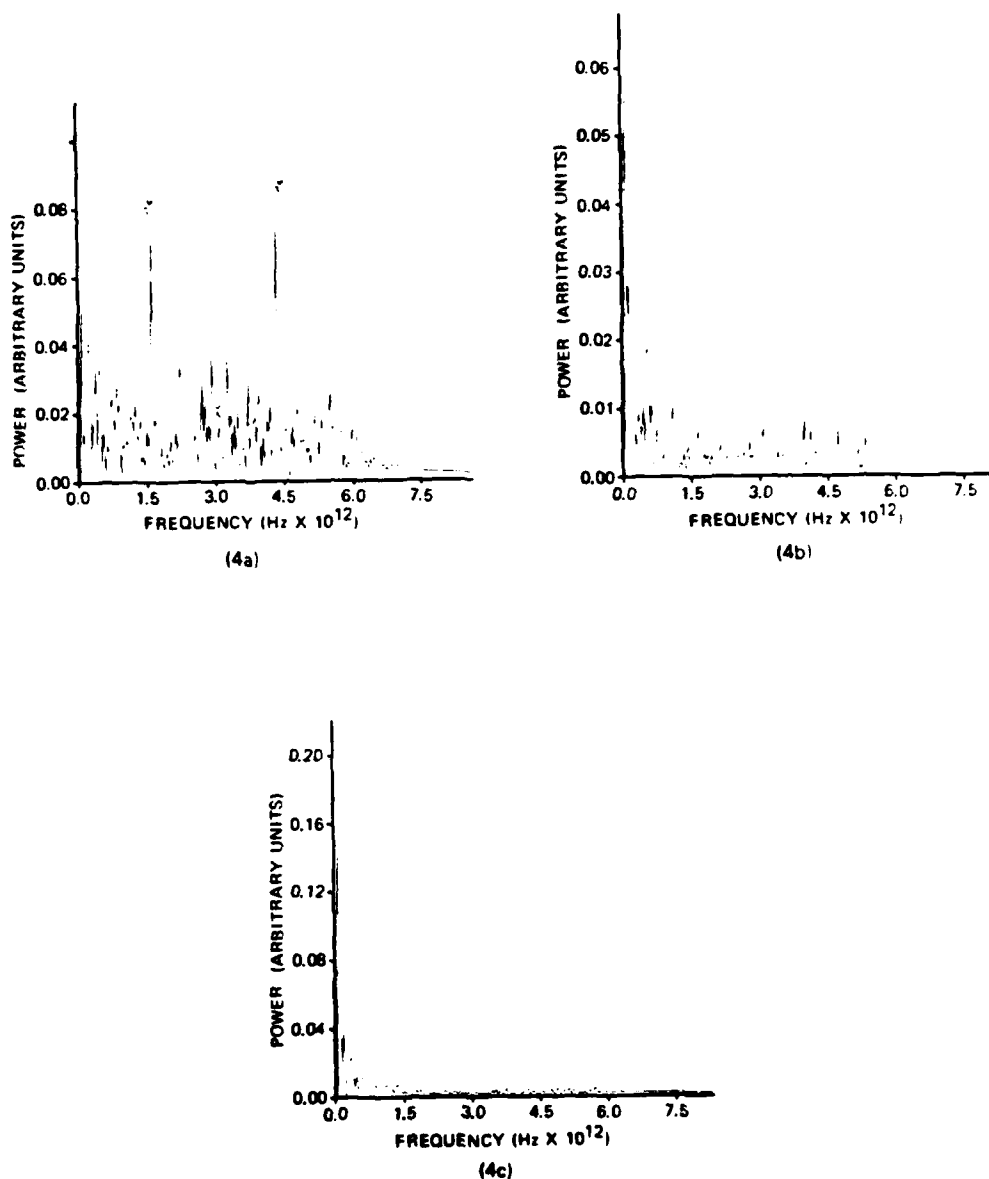 POWER (ARBITRARY UNITS)
0.08
0.06
0.04
0.02
0.00
0.0 1.5 3.0 4.5 6.0 7.5
FREQUENCY (Hz X 10^12)
(4a)
POWER (ARBITRARY UNITS)
0.06
0.05
0.04
0.03
0.02
0.01
0.00
0.0 1.5 3.0 4.5 6.0 7.5
FREQUENCY (Hz X 10^12)
(4b)
POWER (ARBITRARY UNITS)
0.20
0.16
0.12
0.08
0.04
0.00
0.0 1.5 3.0 4.5 6.0 7.5
FREQUENCY (Hz X 10^12)
(4c)